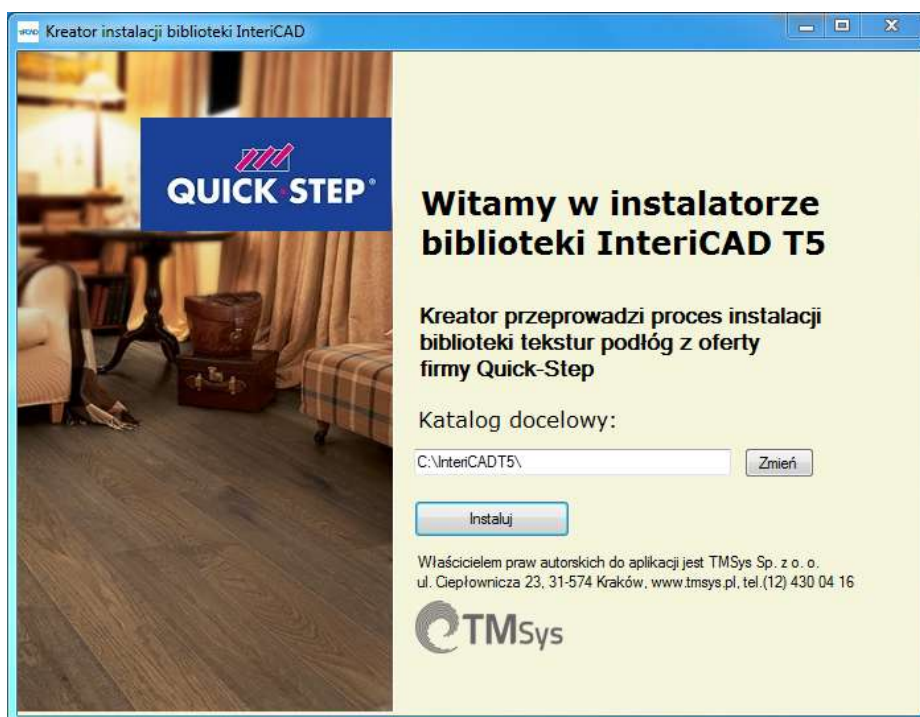 Kreator instalacji biblioteki InteriCAD
QUICK·STEP®
Witamy w instalatorze
biblioteki InteriCAD T5
Kreator przeprowadzi proces instalacji
biblioteki tekstur podłóg z oferty
firmy Quick-Step
Katalog docelowy:
C:\InteriCADT5\
Zmień
Instaluj
Właścicielem praw autorskich do aplikacji jest TMSys Sp. z o. o.
ul. Ciepłownicza 23, 31-574 Kraków, www.tmsys.pl, tel.(12) 430 04 16
TMSys